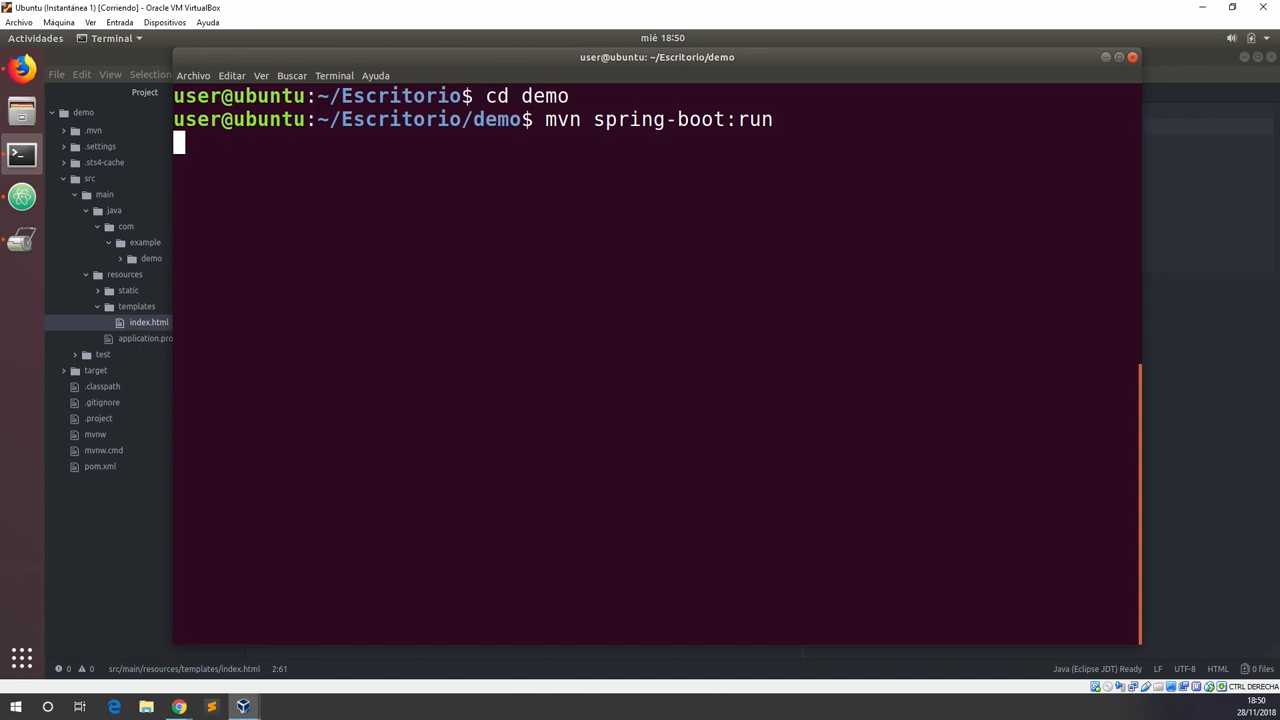 Ubuntu (Instantánea 1) [Corriendo] - Oracle VM VirtualBox
Archivo Máquina Ver Entrada Dispositivos Ayuda
Actividades Terminal mié 18:50
user@ubuntu: ~/Escritorio/demo
File Edit View Selection
Archivo Editar Ver Buscar Terminal Ayuda
Project
user@ubuntu:~/Escritorio$ cd demo
user@ubuntu:~/Escritorio/demo$ mvn spring-boot:run
demo
.mvn
.settings
.sts4-cache
src
main
java
com
example
demo
resources
static
templates
index.html
application.pro
test
target
.classpath
.gitignore
.project
mvnw
mvnw.cmd
pom.xml
0 0 src/main/resources/templates/index.html 2:61 Java (Eclipse JDT) Ready LF UTF-8 HTML 0 files
CTRL DERECHA
18:50
28/11/2018